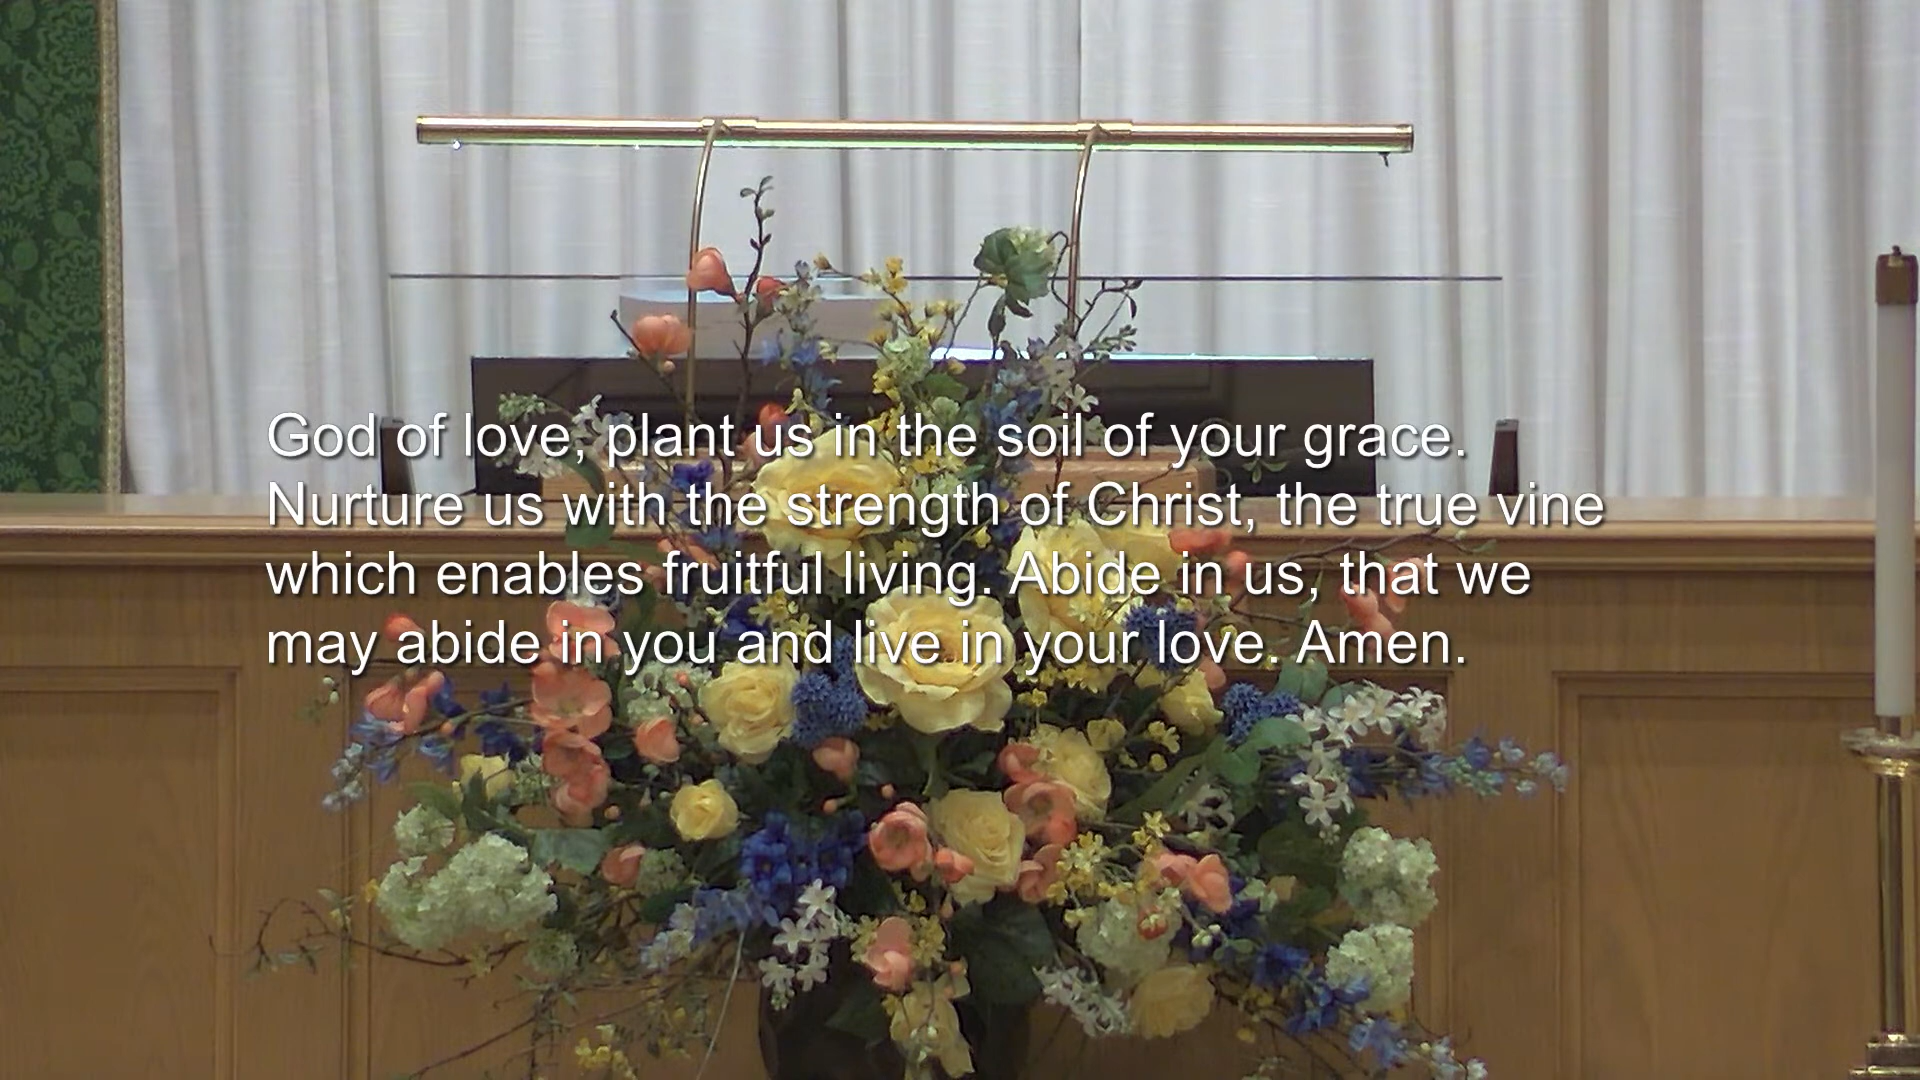 God of love, plant us in the soil of your grace.
Nurture us with the strength of Christ, the true vine
which enables fruitful living. Abide in us, that we
may abide in you and live in your love. Amen.